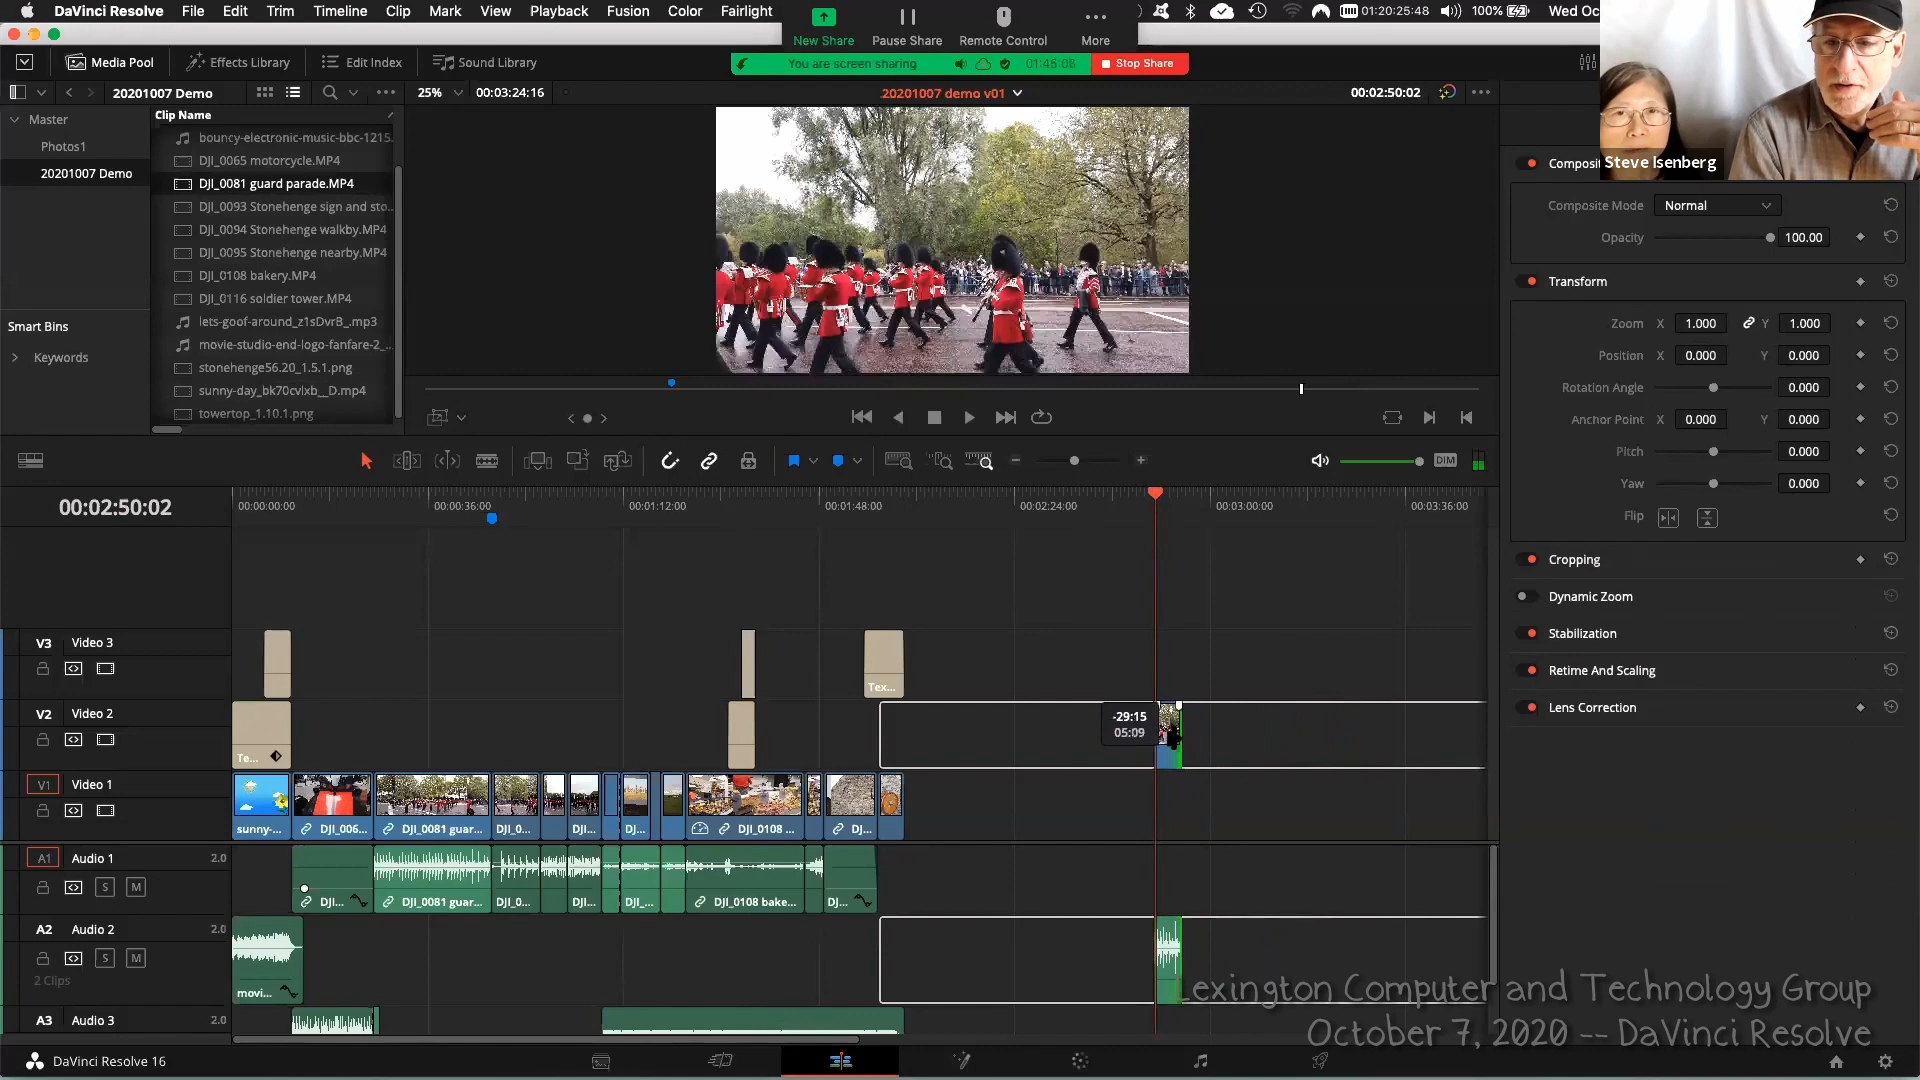 DaVinci Resolve File Edit Trim Timeline Clip Mark View Playback Fusion Color Fairlight
01:20:25:48 100% Wed Oc
New Share Pause Share Remote Control More
You are screen sharing 01:45:08 Stop Share
Media Pool Effects Library Edit Index Sound Library
20201007 Demo 25% 00:03:24:16 20201007 demo v01 00:02:50:02
Master
Photos1
20201007 Demo
Smart Bins
Keywords
Clip Name
bouncy-electronic-music-bbc-1215.
DJI_0065 motorcycle.MP4
DJI_0081 guard parade.MP4
DJI_0093 Stonehenge sign and sto...
DJI_0094 Stonehenge walkby.MP4
DJI_0095 Stonehenge nearby.MP4
DJI_0108 bakery.MP4
DJI_0116 soldier tower.MP4
lets-goof-around_z1sDvrB_.mp3
movie-studio-end-logo-fanfare-2_...
stonehenge56.20_1.5.1.png
sunny-day_bk70cvlxb__D.mp4
towertop_1.10.1.png
Steve Isenberg
Composi
Composite Mode Normal
Opacity 100.00
Transform
Zoom X 1.000 Y 1.000
Position X 0.000 Y 0.000
Rotation Angle 0.000
Anchor Point X 0.000 Y 0.000
Pitch 0.000
Yaw 0.000
Flip
Cropping
Dynamic Zoom
Stabilization
Retime And Scaling
Lens Correction
DIM
00:02:50:02
00:00:00:00 00:00:36:00 00:01:12:00 00:01:48:00 00:02:24:00 00:03:00:00 00:03:36:00
V3 Video 3
Tex...
V2 Video 2
Te...
-29:15
05:09
V1 Video 1
sunny-... DJI_006... DJI_0081 guar... DJI_0... DJI... DJ... DJI_0108 ... DJ...
A1 Audio 1 2.0
S M
DJI... DJI_0081 guar... DJI_0... DJI... DJI_... DJI_0108 bake... DJ...
A2 Audio 2 2.0
S M
2 Clips
movi...
A3 Audio 3 2.0
Lexington Computer and Technology Group
October 7, 2020 -- DaVinci Resolve
DaVinci Resolve 16